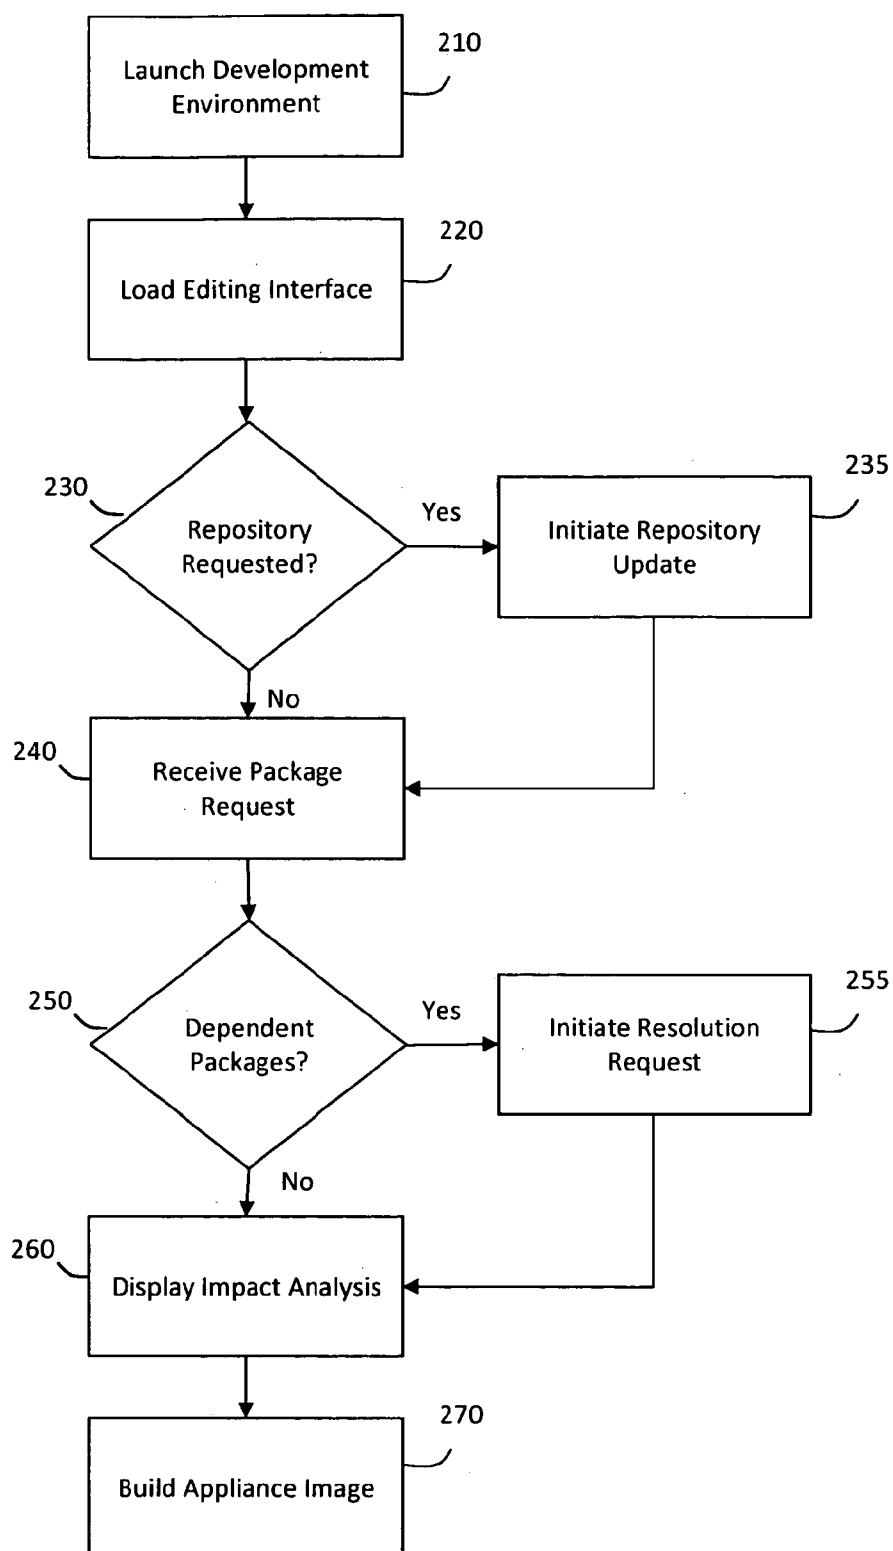 210
Launch Development
Environment
220
Load Editing Interface
230
Repository
Requested?
Yes
235
Initiate Repository
Update
No
240
Receive Package
Request
250
Dependent
Packages?
Yes
255
Initiate Resolution
Request
No
260
Display Impact Analysis
270
Build Appliance Image